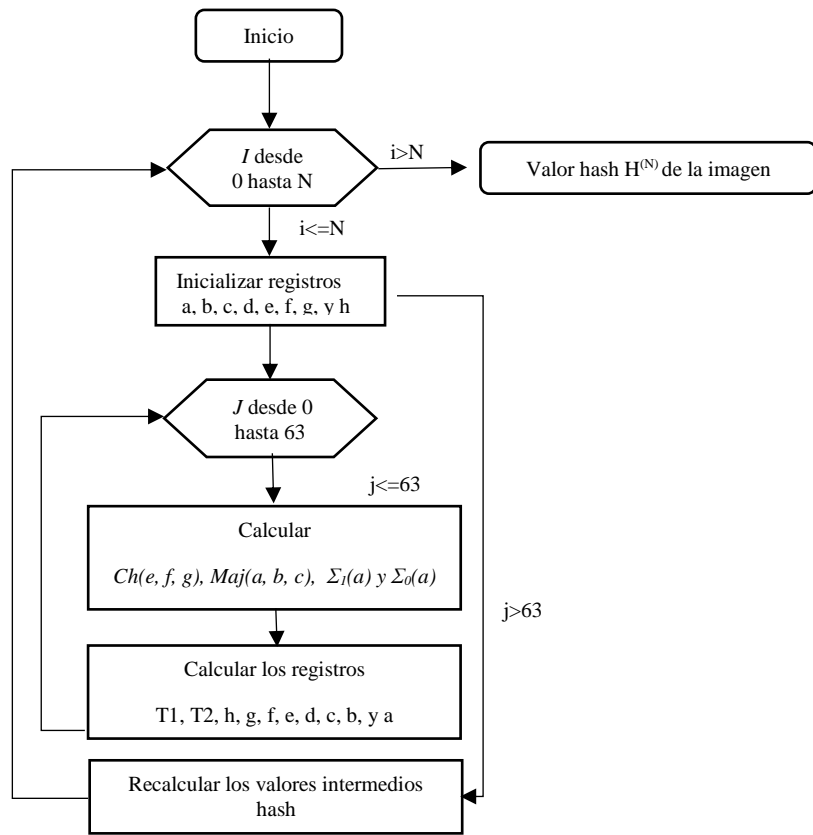 Inicio
I desde
0 hasta N
i>N
Valor hash H(N) de la imagen
i<=N
Inicializar registros
a, b, c, d, e, f, g, y h
J desde 0
hasta 63
j<=63
Calcular
Ch(e, f, g), Maj(a, b, c), Σ1(a) y Σ0(a)
j>63
Calcular los registros
T1, T2, h, g, f, e, d, c, b, y a
Recalcular los valores intermedios
hash